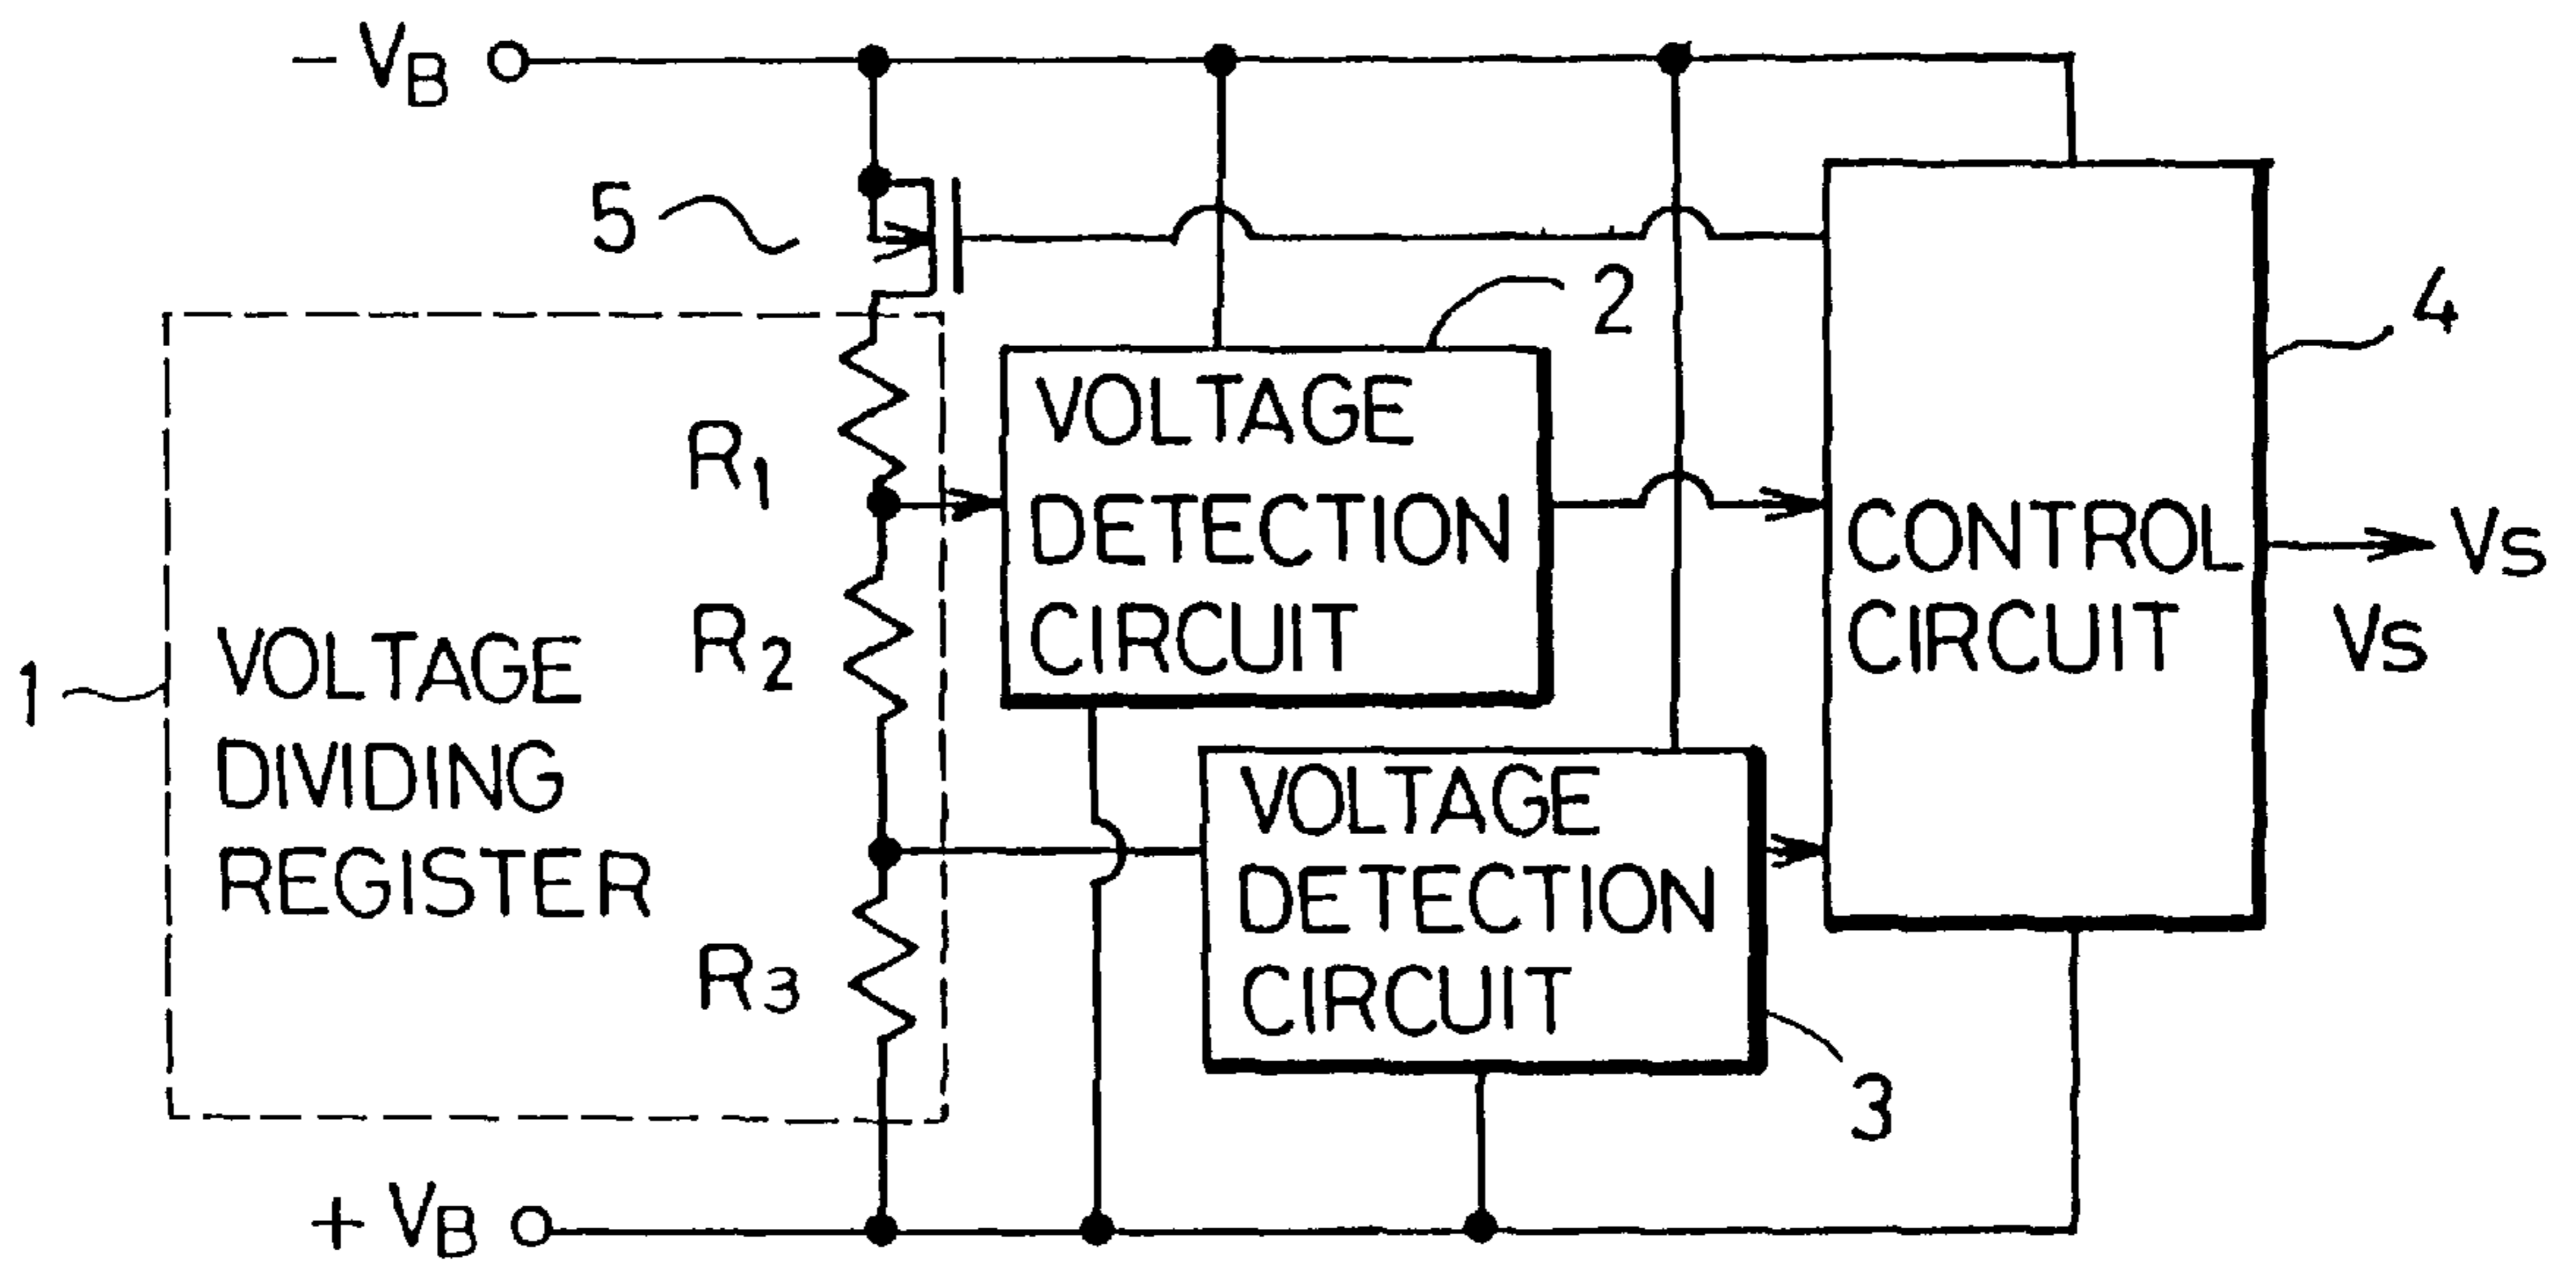 - VB
5
2
4
VOLTAGE
DETECTION
CIRCUIT
R1
CONTROL
CIRCUIT
VS
VS
R2
1
VOLTAGE
DIVIDING
REGISTER
VOLTAGE
DETECTION
CIRCUIT
R3
3
+ VB